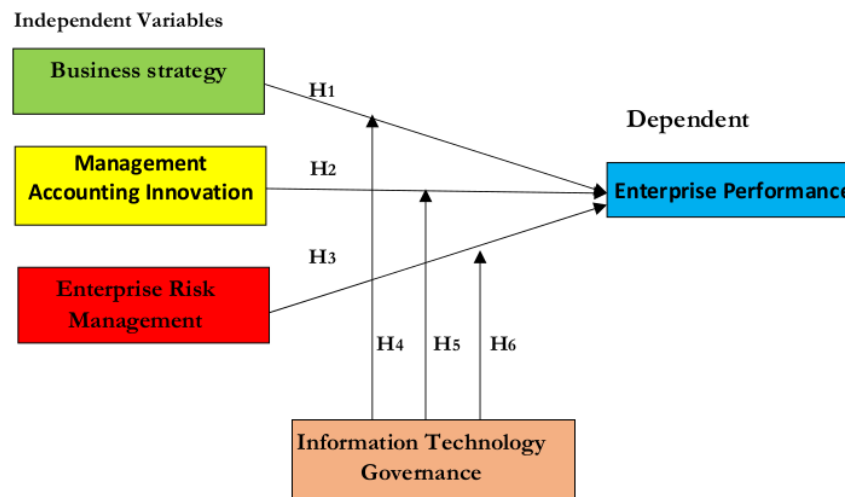 Independent Variables
Business strategy
H1
Dependent
Management
Accounting Innovation
H2
Enterprise Performance
H3
Enterprise Risk
Management
H4
H5
H6
Information Technology
Governance